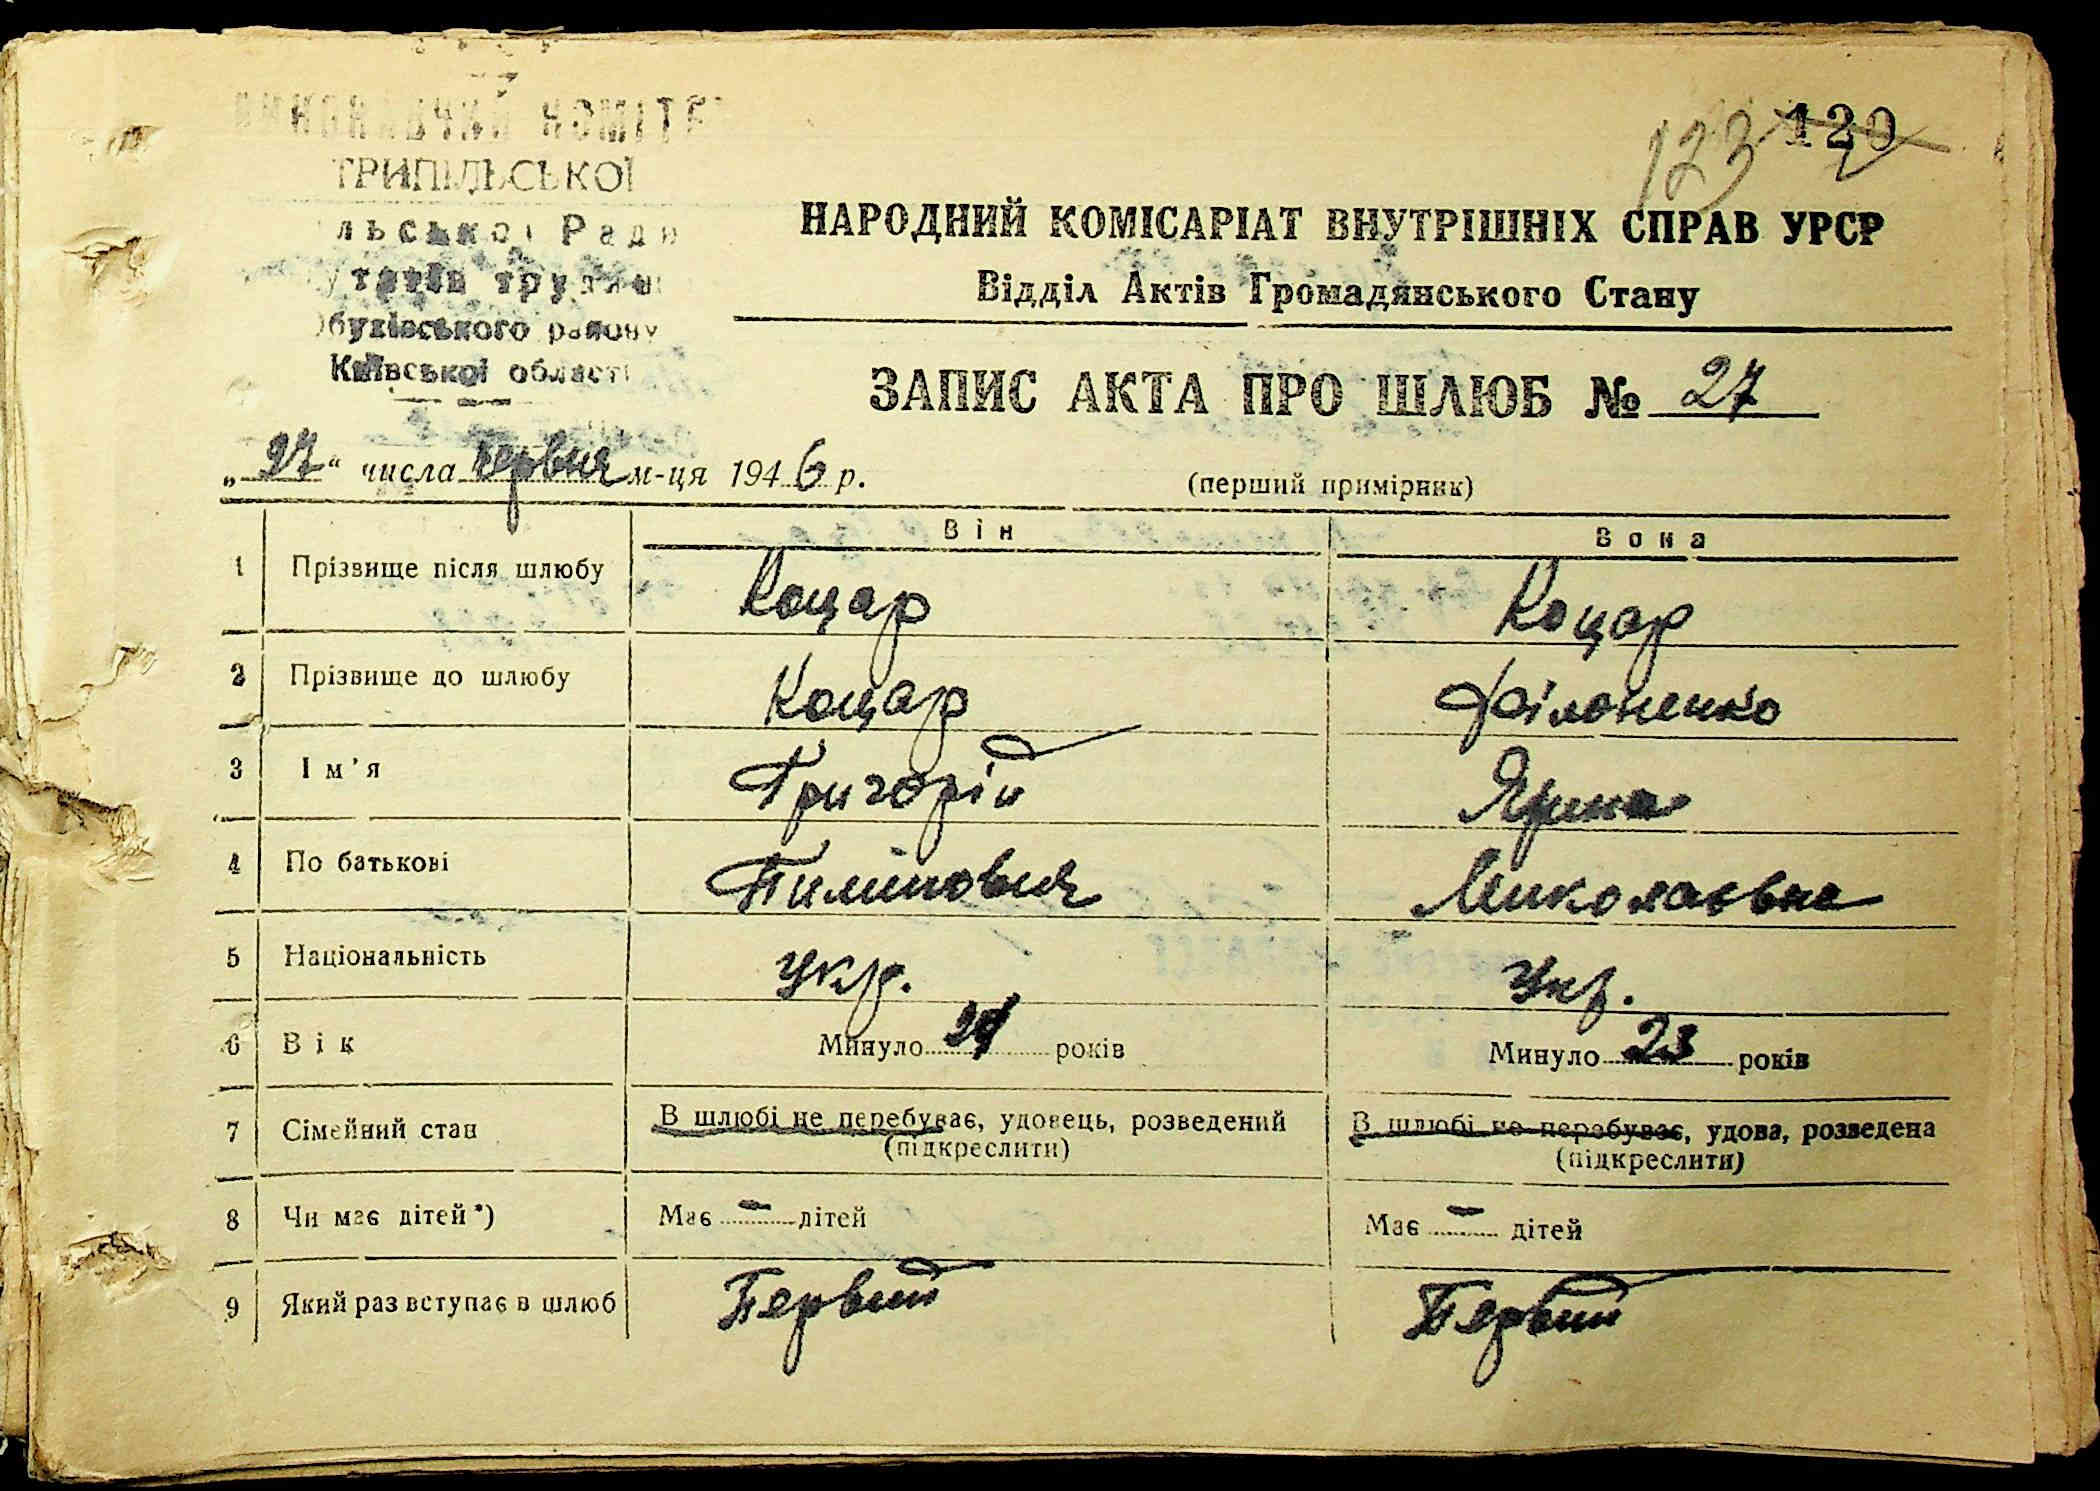 ВИКОНАВЧИЙ КОМІТЕ
ТРИПІЛЬСЬКОЇ
льської Ради
утатів трудящ
Обухівського району
Київської області
123 120
НАРОДНИЙ КОМІСАРІАТ ВНУТРІШНІХ СПРАВ УРСР
Відділ Актів Громадянського Стану
ЗАПИС АКТА ПРО ШЛЮБ № 27
„27“ числа червня м-ця 1946 р.
(перший примірник)
Він Вона
1 Прізвище після шлюбу Коцар Коцар
2 Прізвище до шлюбу Коцар Філоненко
3 Ім'я Григорій Ярина
4 По батькові Пиліпович Миколаєвна
5 Національність Укр. Укр.
6 Вік Минуло 24 років Минуло 23 років
7 Сімейний стан В шлюбі не перебуває, удовець, розведений В шлюбі не перебуває, удова, розведена
(підкреслити) (підкреслити)
8 Чи має дітей*) Має — дітей Має — дітей
9 Який раз вступає в шлюб Первий Первий